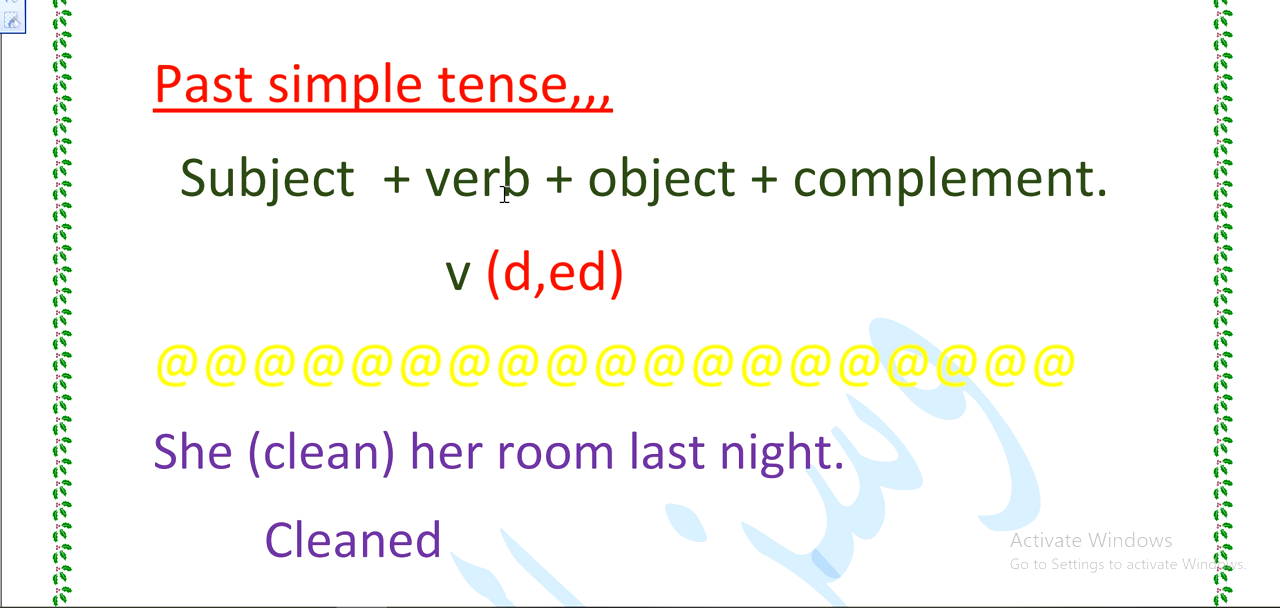 Past simple tense,,,
Subject + verb + object + complement.
v (d,ed)
@@@@@@@@@@@@@@@@@@@
She (clean) her room last night.
Cleaned
Activate Windows
Go to Settings to activate Windows.